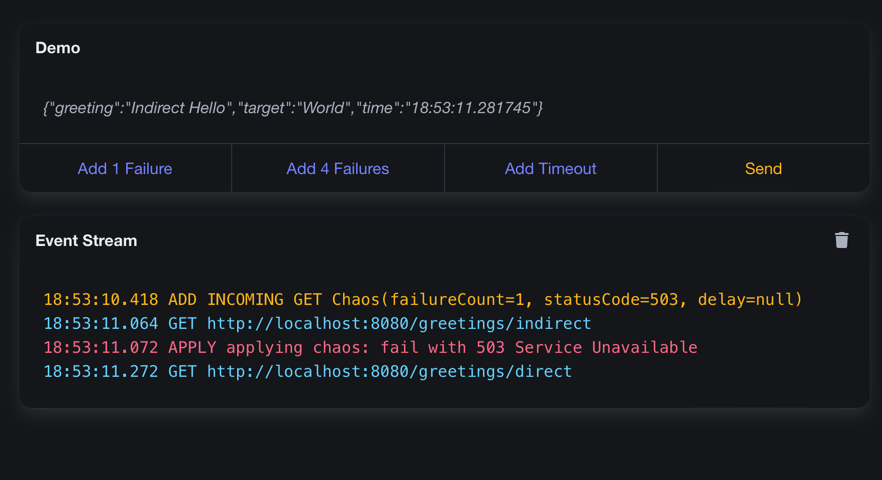 Demo
{"greeting":"Indirect Hello","target":"World","time":"18:53:11.281745"}
Add 1 Failure
Add 4 Failures
Add Timeout
Send
Event Stream
18:53:10.418 ADD INCOMING GET Chaos(failureCount=1, statusCode=503, delay=null)
18:53:11.064 GET http://localhost:8080/greetings/indirect
18:53:11.072 APPLY applying chaos: fail with 503 Service Unavailable
18:53:11.272 GET http://localhost:8080/greetings/direct